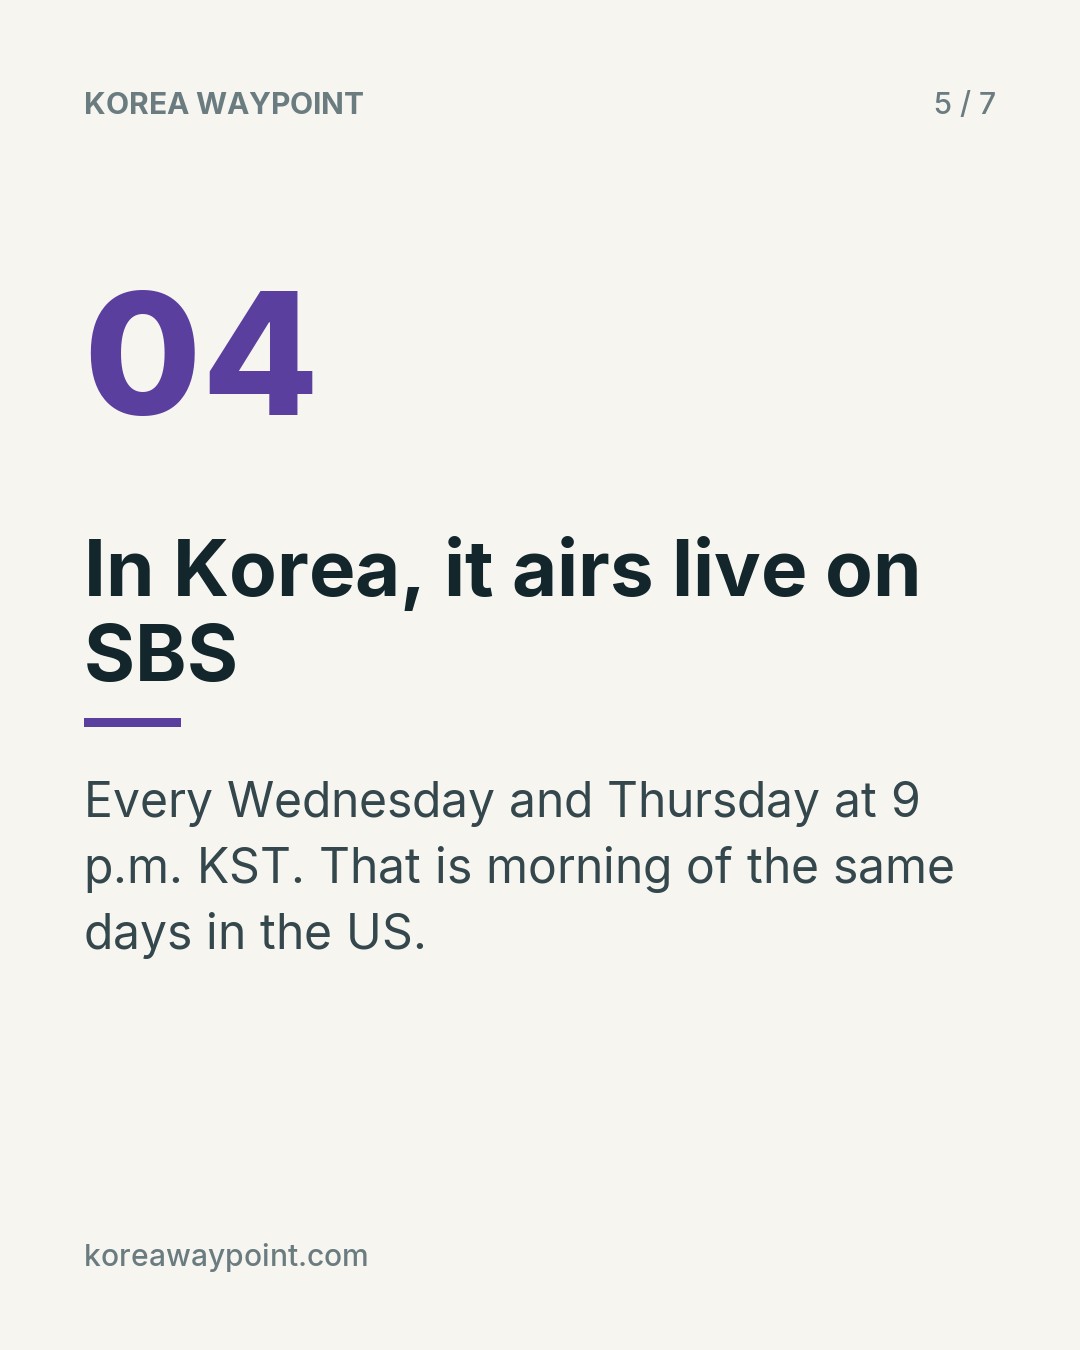 KOREA WAYPOINT
5 / 7
04
In Korea, it airs live on
SBS
Every Wednesday and Thursday at 9
p.m. KST. That is morning of the same
days in the US.
koreawaypoint.com